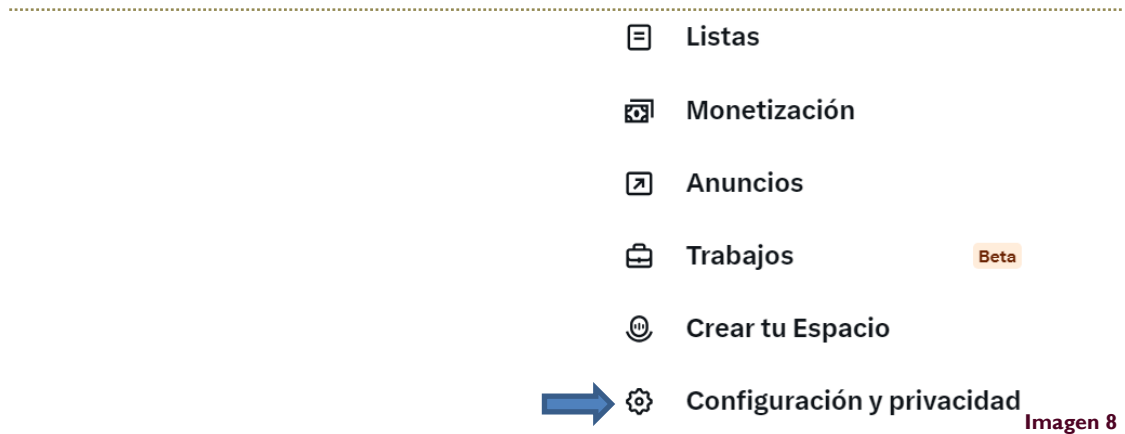 Listas
Monetización
Anuncios
Trabajos Beta
Crear tu Espacio
Configuración y privacidad
Imagen 8